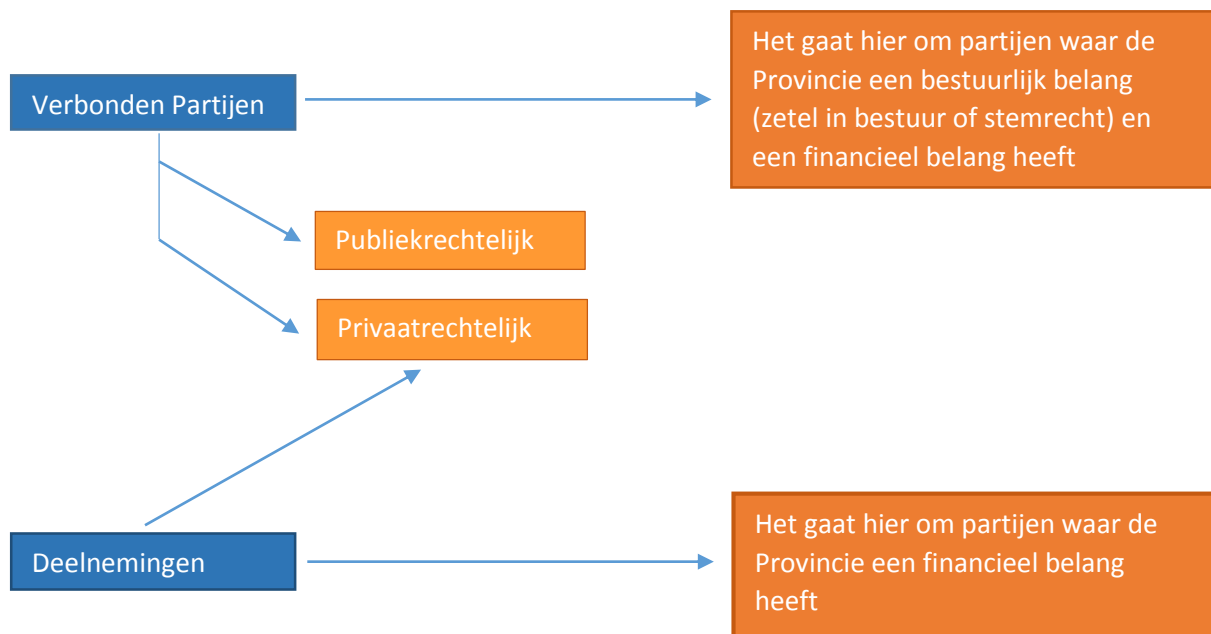 Verbonden Partijen
Het gaat hier om partijen waar de
Provincie een bestuurlijk belang
(zetel in bestuur of stemrecht) en
een financieel belang heeft
Publiekrechtelijk
Privaatrechtelijk
Deelnemingen
Het gaat hier om partijen waar de
Provincie een financieel belang
heeft